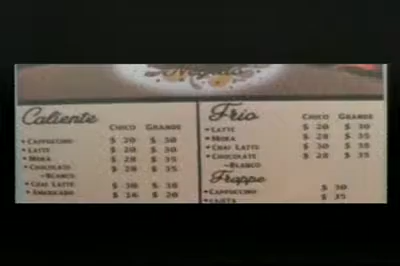 Caliente
CHICO GRANDE
• CAPPUCCINO $ 20 $ 30
• LATTE $ 20 $ 30
• MOKA $ 28 $ 35
• CHOCOLATE $ 28 $ 35
~BLANCO
• CHAI LATTE $ 30 $ 38
• AMERICANO $ 16 $ 20
Frio
CHICO GRANDE
• LATTE $ 20 $ 30
• MOKA $ 28 $ 35
• CHAI LATTE $ 30 $ 38
• CHOCOLATE $ 28 $ 35
~BLANCO
Frappe
• CAPPUCCINO $ 30
• CAJETA $ 35